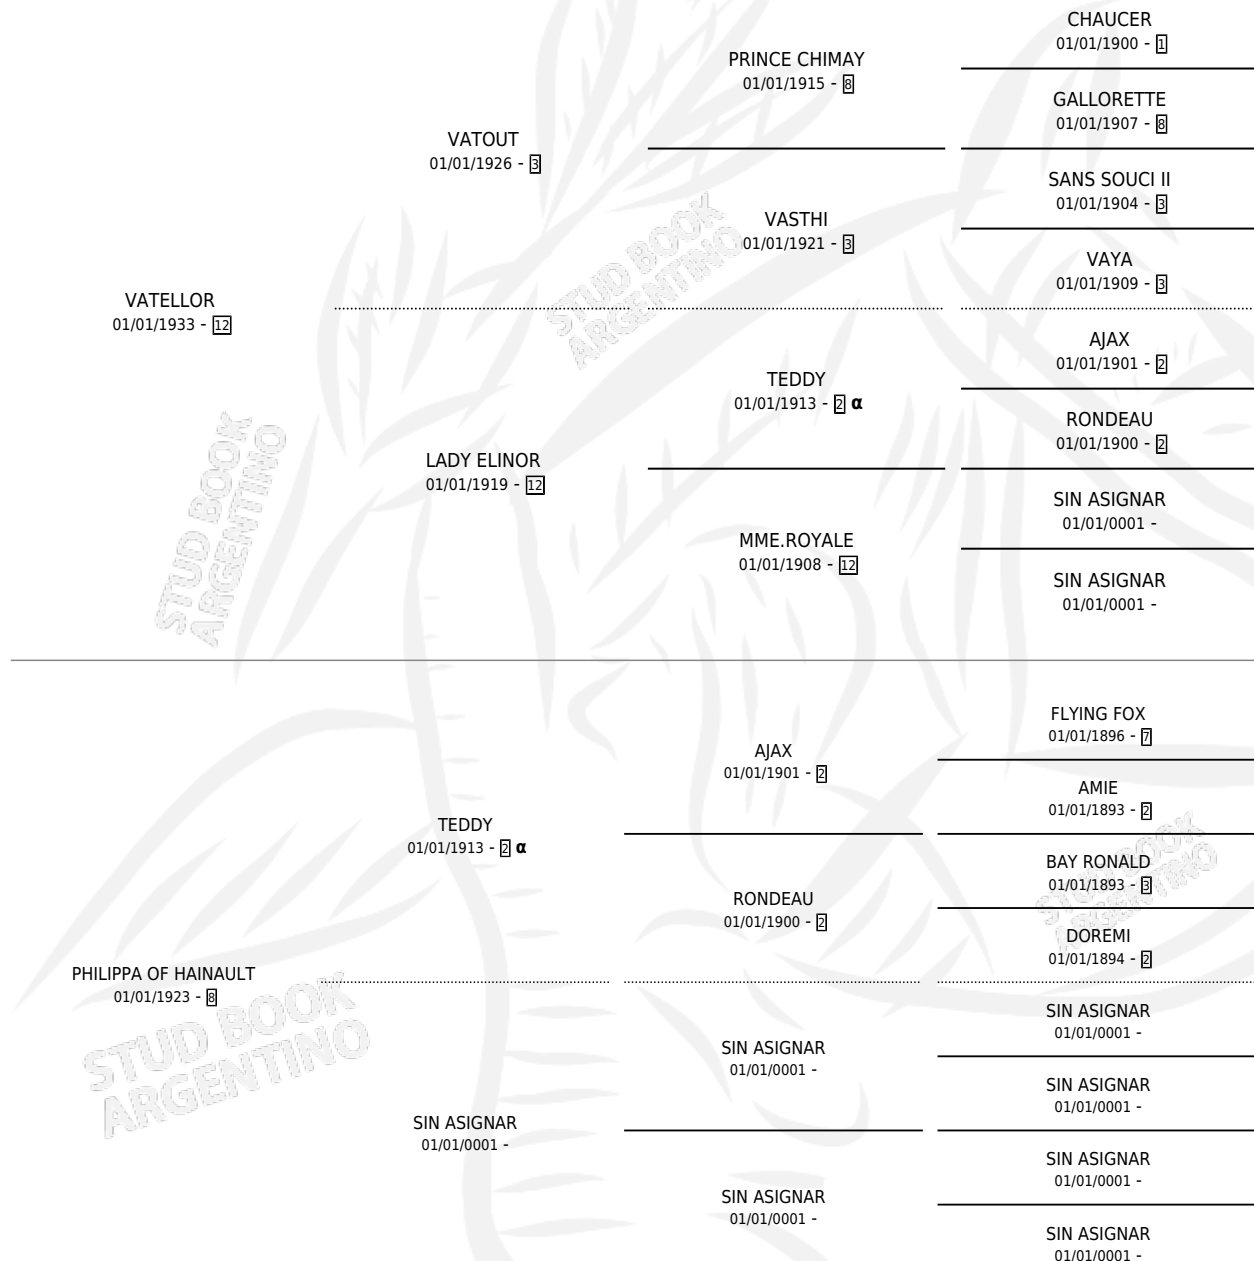 CHAUCER
01/01/1900 - 1
PRINCE CHIMAY
01/01/1915 - 8
GALLORETTE
01/01/1907 - 8
VATOUT
01/01/1926 - 3
SANS SOUCI II
01/01/1904 - 3
VASTHI
01/01/1921 - 3
VAYA
01/01/1909 - 3
VATELLOR
01/01/1933 - 12
AJAX
01/01/1901 - 2
TEDDY
01/01/1913 - 2 α
RONDEAU
01/01/1900 - 2
LADY ELINOR
01/01/1919 - 12
SIN ASIGNAR
01/01/0001 -
MME.ROYALE
01/01/1908 - 12
SIN ASIGNAR
01/01/0001 -
FLYING FOX
01/01/1896 - 7
AJAX
01/01/1901 - 2
AMIE
01/01/1893 - 2
TEDDY
01/01/1913 - 2 α
BAY RONALD
01/01/1893 - 3
RONDEAU
01/01/1900 - 2
DOREMI
01/01/1894 - 2
PHILIPPA OF HAINAULT
01/01/1923 - 8
SIN ASIGNAR
01/01/0001 -
SIN ASIGNAR
01/01/0001 -
SIN ASIGNAR
01/01/0001 -
SIN ASIGNAR
01/01/0001 -
SIN ASIGNAR
01/01/0001 -
SIN ASIGNAR
01/01/0001 -
SIN ASIGNAR
01/01/0001 -
STUD BOOK
ARGENTINO
STUD BOOK
ARGENTINO
STUD BOOK
ARGENTINO
STUD BOOK
ARGENTINO